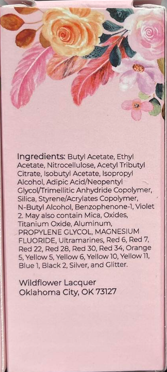 Ingredients: Butyl Acetate, Ethyl
Acetate, Nitrocellulose, Acetyl Tributyl
Citrate, Isobutyl Acetate, Isopropyl
Alcohol, Adipic Acid/Neopentyl
Glycol/Trimellitic Anhydride Copolymer,
Silica, Styrene/Acrylates Copolymer,
N-Butyl Alcohol, Benzophenone-1, Violet
2. May also contain Mica, Oxides,
Titanium Oxide, Aluminum,
PROPYLENE GLYCOL, MAGNESIUM
FLUORIDE, Ultramarines, Red 6, Red 7,
Red 22, Red 28, Red 30, Red 34, Orange
5, Yellow 5, Yellow 6, Yellow 10, Yellow 11,
Blue 1, Black 2, Silver, and Glitter.
Wildflower Lacquer
Oklahoma City, OK 73127